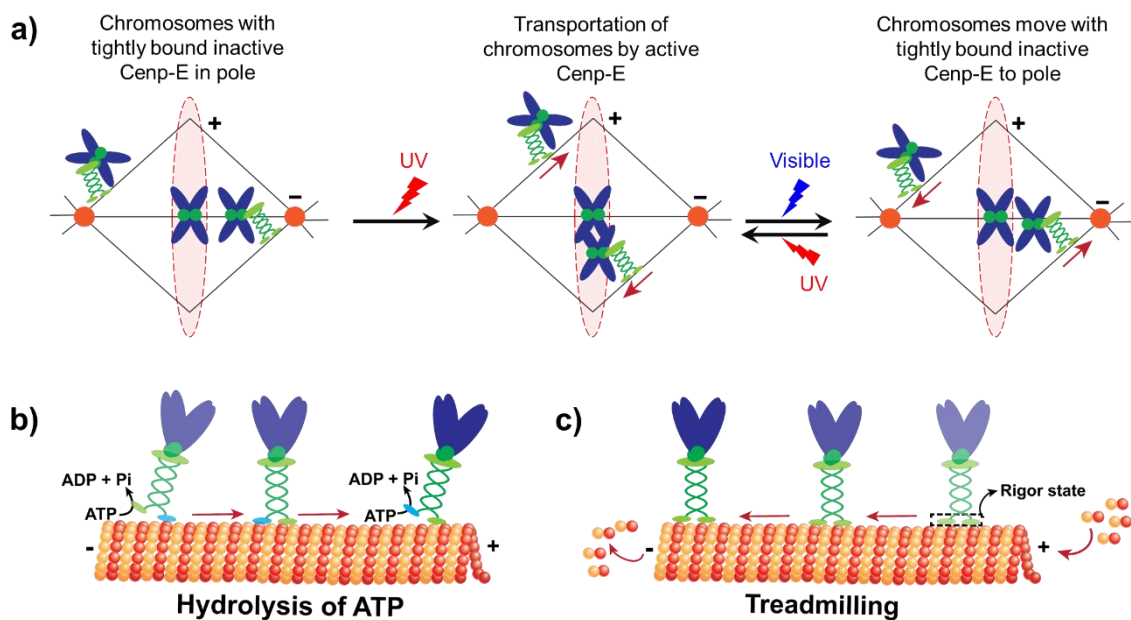 a)
Chromosomes with
tightly bound inactive
Cenp-E in pole
Transportation of
chromosomes by active
Cenp-E
Chromosomes move with
tightly bound inactive
Cenp-E to pole
+
−
UV
+
−
Visible
UV
+
−
b)
ADP + Pi
ATP
ADP + Pi
ATP
-
+
Hydrolysis of ATP
c)
Rigor state
-
+
Treadmilling